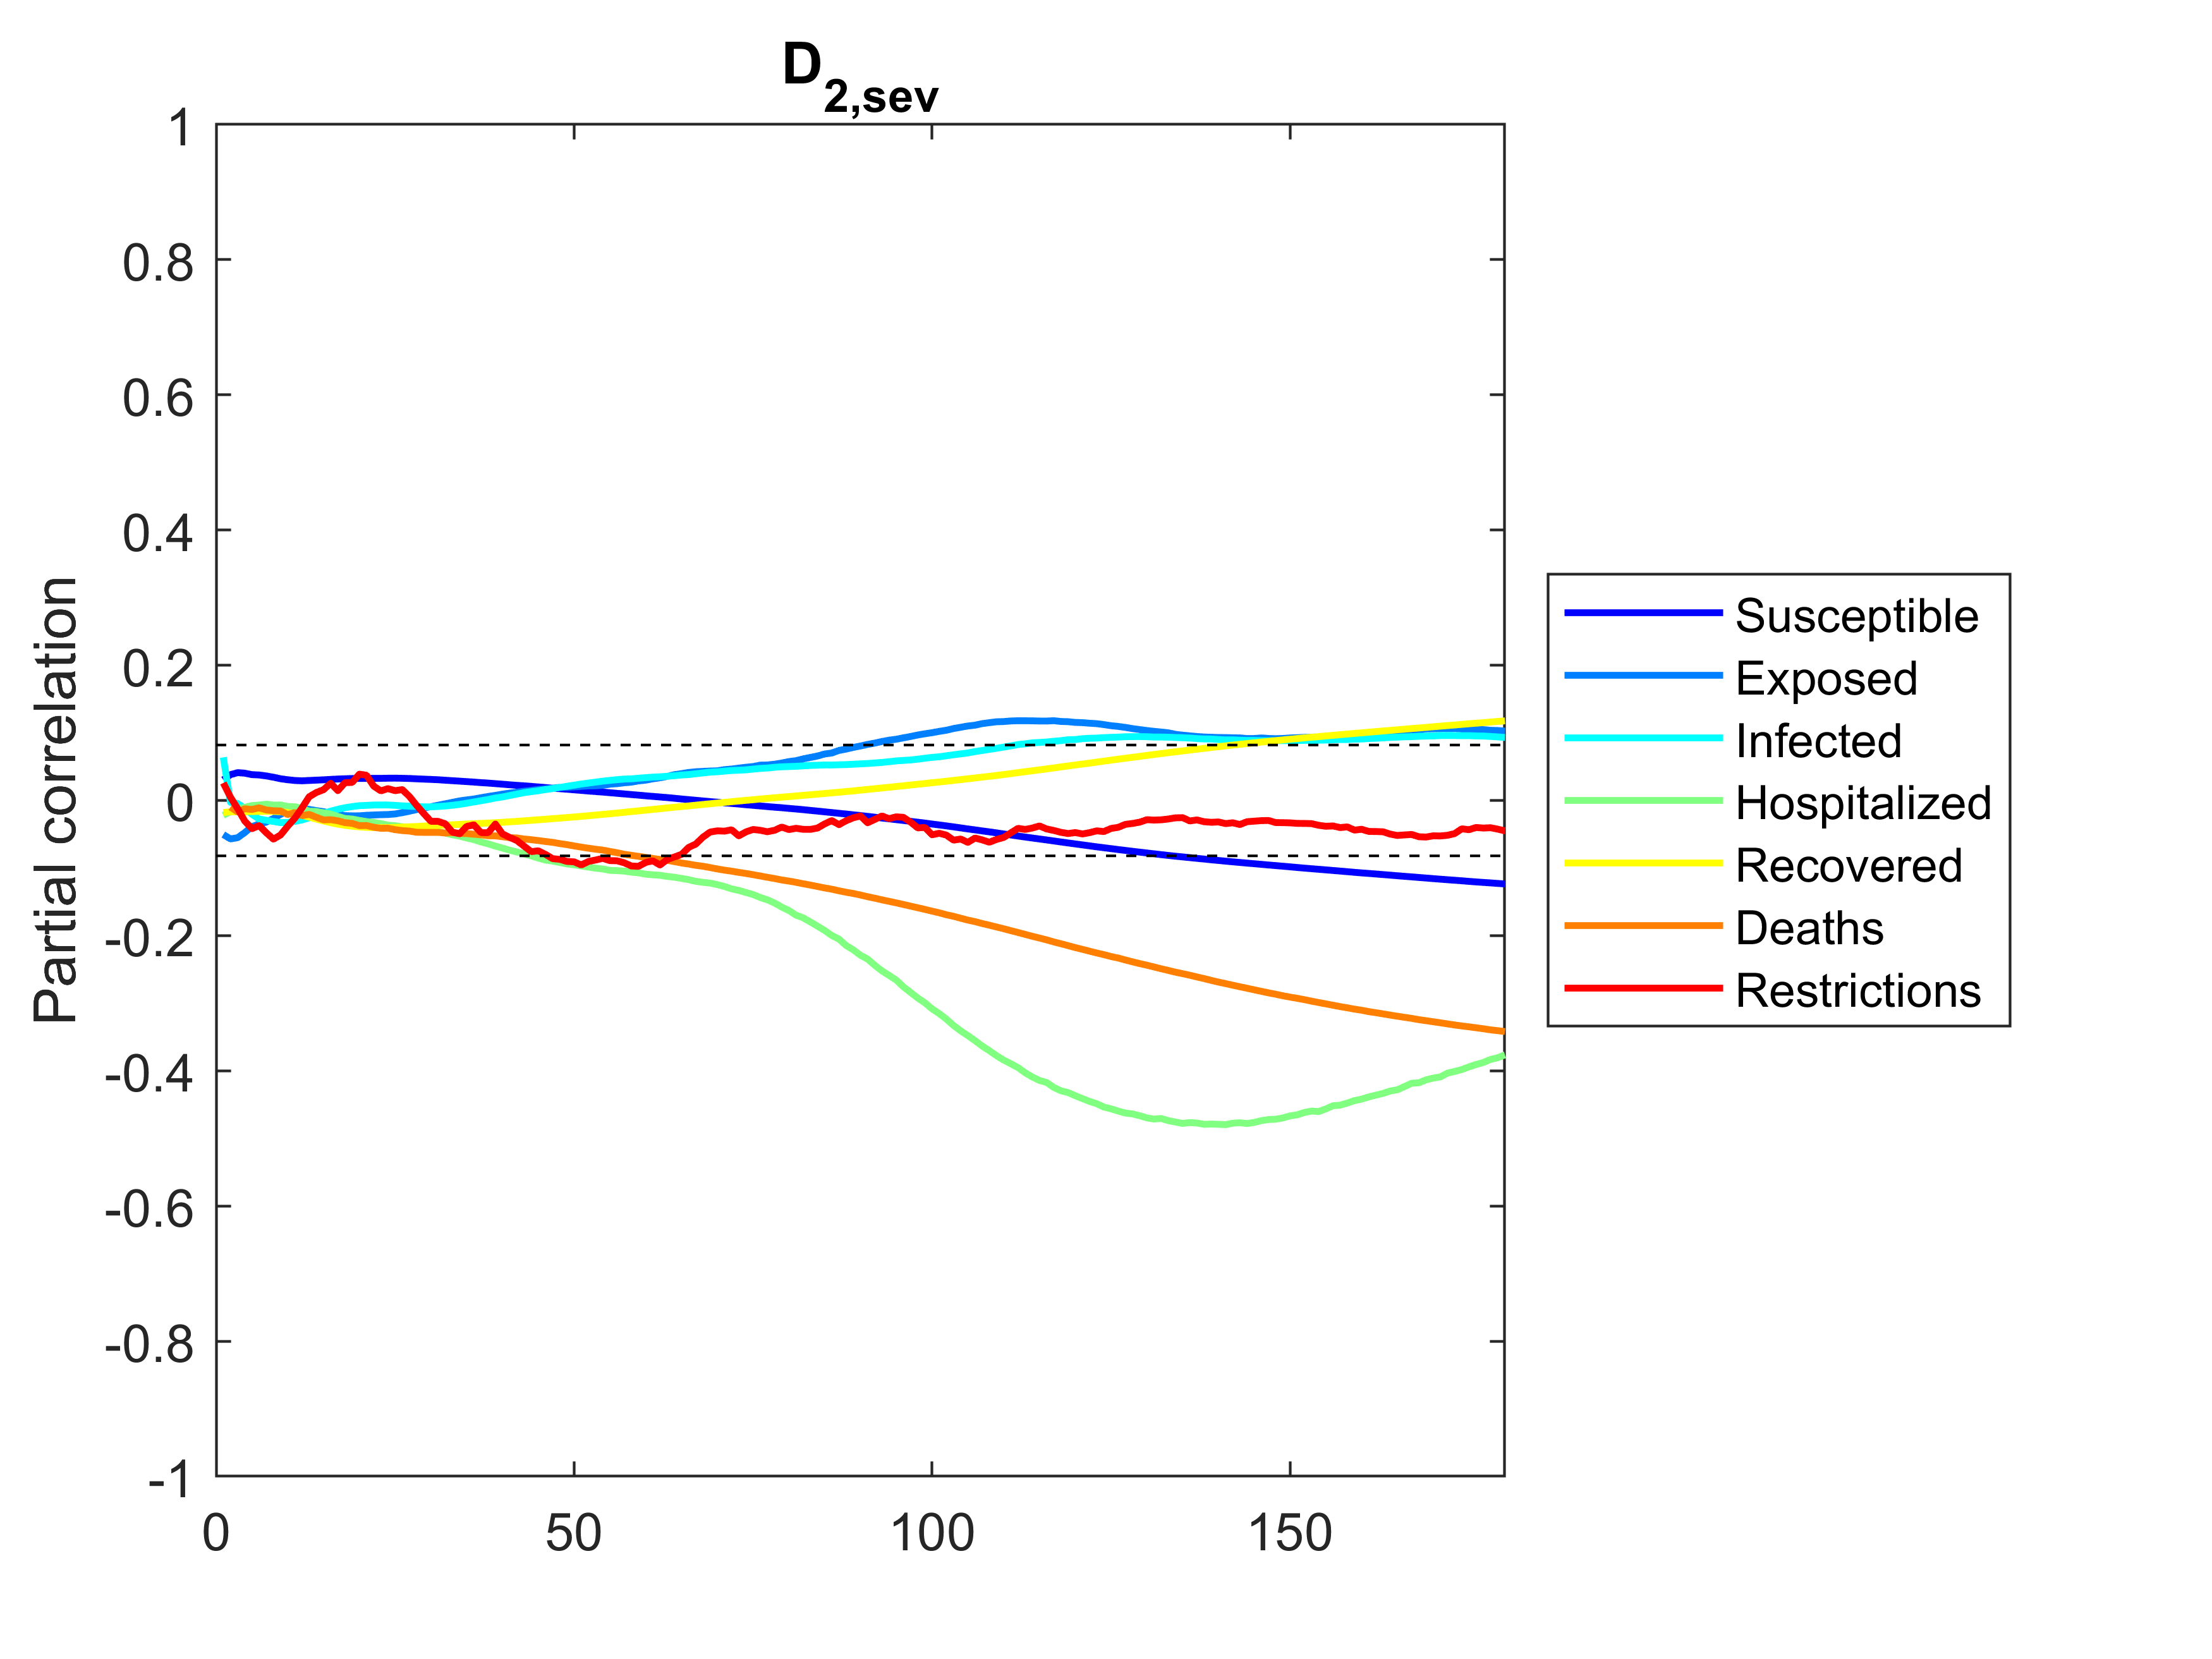 D2,sev
1
0.8
0.6
0.4
0.2
0
-0.2
-0.4
-0.6
-0.8
-1
Partial correlation
0 50 100 150
Susceptible
Exposed
Infected
Hospitalized
Recovered
Deaths
Restrictions